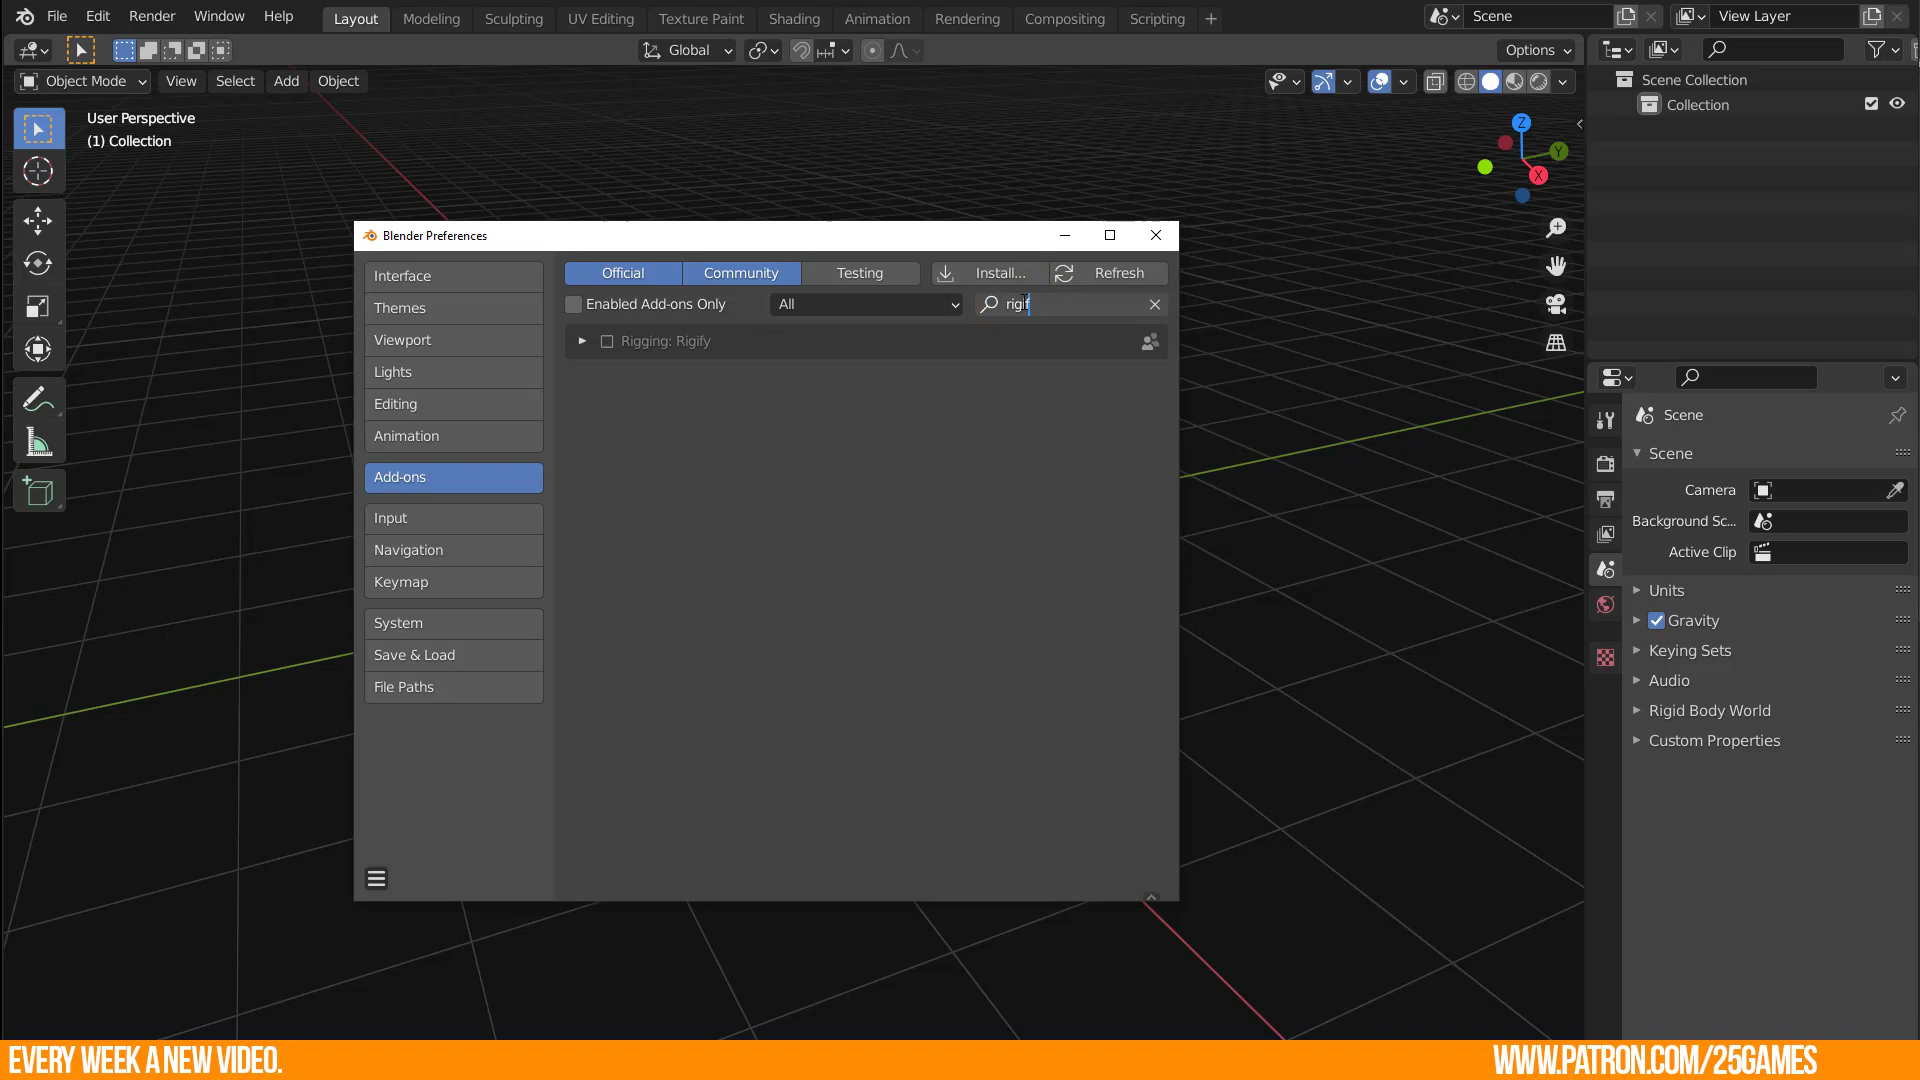 File Edit Render Window Help Layout Modeling Sculpting UV Editing Texture Paint Shading Animation Rendering Compositing Scripting + Scene View Layer
Global Options
Object Mode View Select Add Object
User Perspective
(1) Collection
Z
Y
X
Scene Collection
Collection
Blender Preferences
Interface
Themes
Viewport
Lights
Editing
Animation
Add-ons
Input
Navigation
Keymap
System
Save & Load
File Paths
Official Community Testing Install... Refresh
Enabled Add-ons Only All rigif
Rigging: Rigify
Scene
Scene
Camera
Background Sc...
Active Clip
Units
Gravity
Keying Sets
Audio
Rigid Body World
Custom Properties
EVERY WEEK A NEW VIDEO. WWW.PATRON.COM/25GAMES